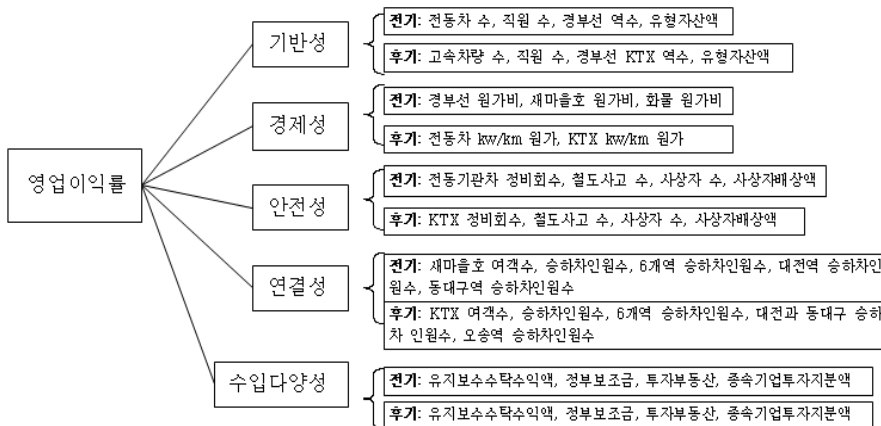 영업이익률
기반성
전기: 전동차 수, 직원 수, 경부선 역수, 유형자산액
후기: 고속차량 수, 직원 수, 경부선 KTX 역수, 유형자산액
경제성
전기: 경부선 원가비, 새마을호 원가비, 화물 원가비
후기: 전동차 kw/km 원가, KTX kw/km 원가
안전성
전기: 전동기관차 정비회수, 철도사고 수, 사상자 수, 사상자배상액
후기: KTX 정비회수, 철도사고 수, 사상자 수, 사상자배상액
연결성
전기: 새마을호 여객수, 승하차인원수, 6개역 승하차인원수, 대전역 승하차인
원수, 동대구역 승하차인원수
후기: KTX 여객수, 승하차인원수, 6개역 승하차인원수, 대전과 동대구 승하
차 인원수, 오송역 승하차인원수
수입다양성
전기: 유지보수수탁수익액, 정부보조금, 투자부동산, 종속기업투자지분액
후기: 유지보수수탁수익액, 정부보조금, 투자부동산, 종속기업투자지분액